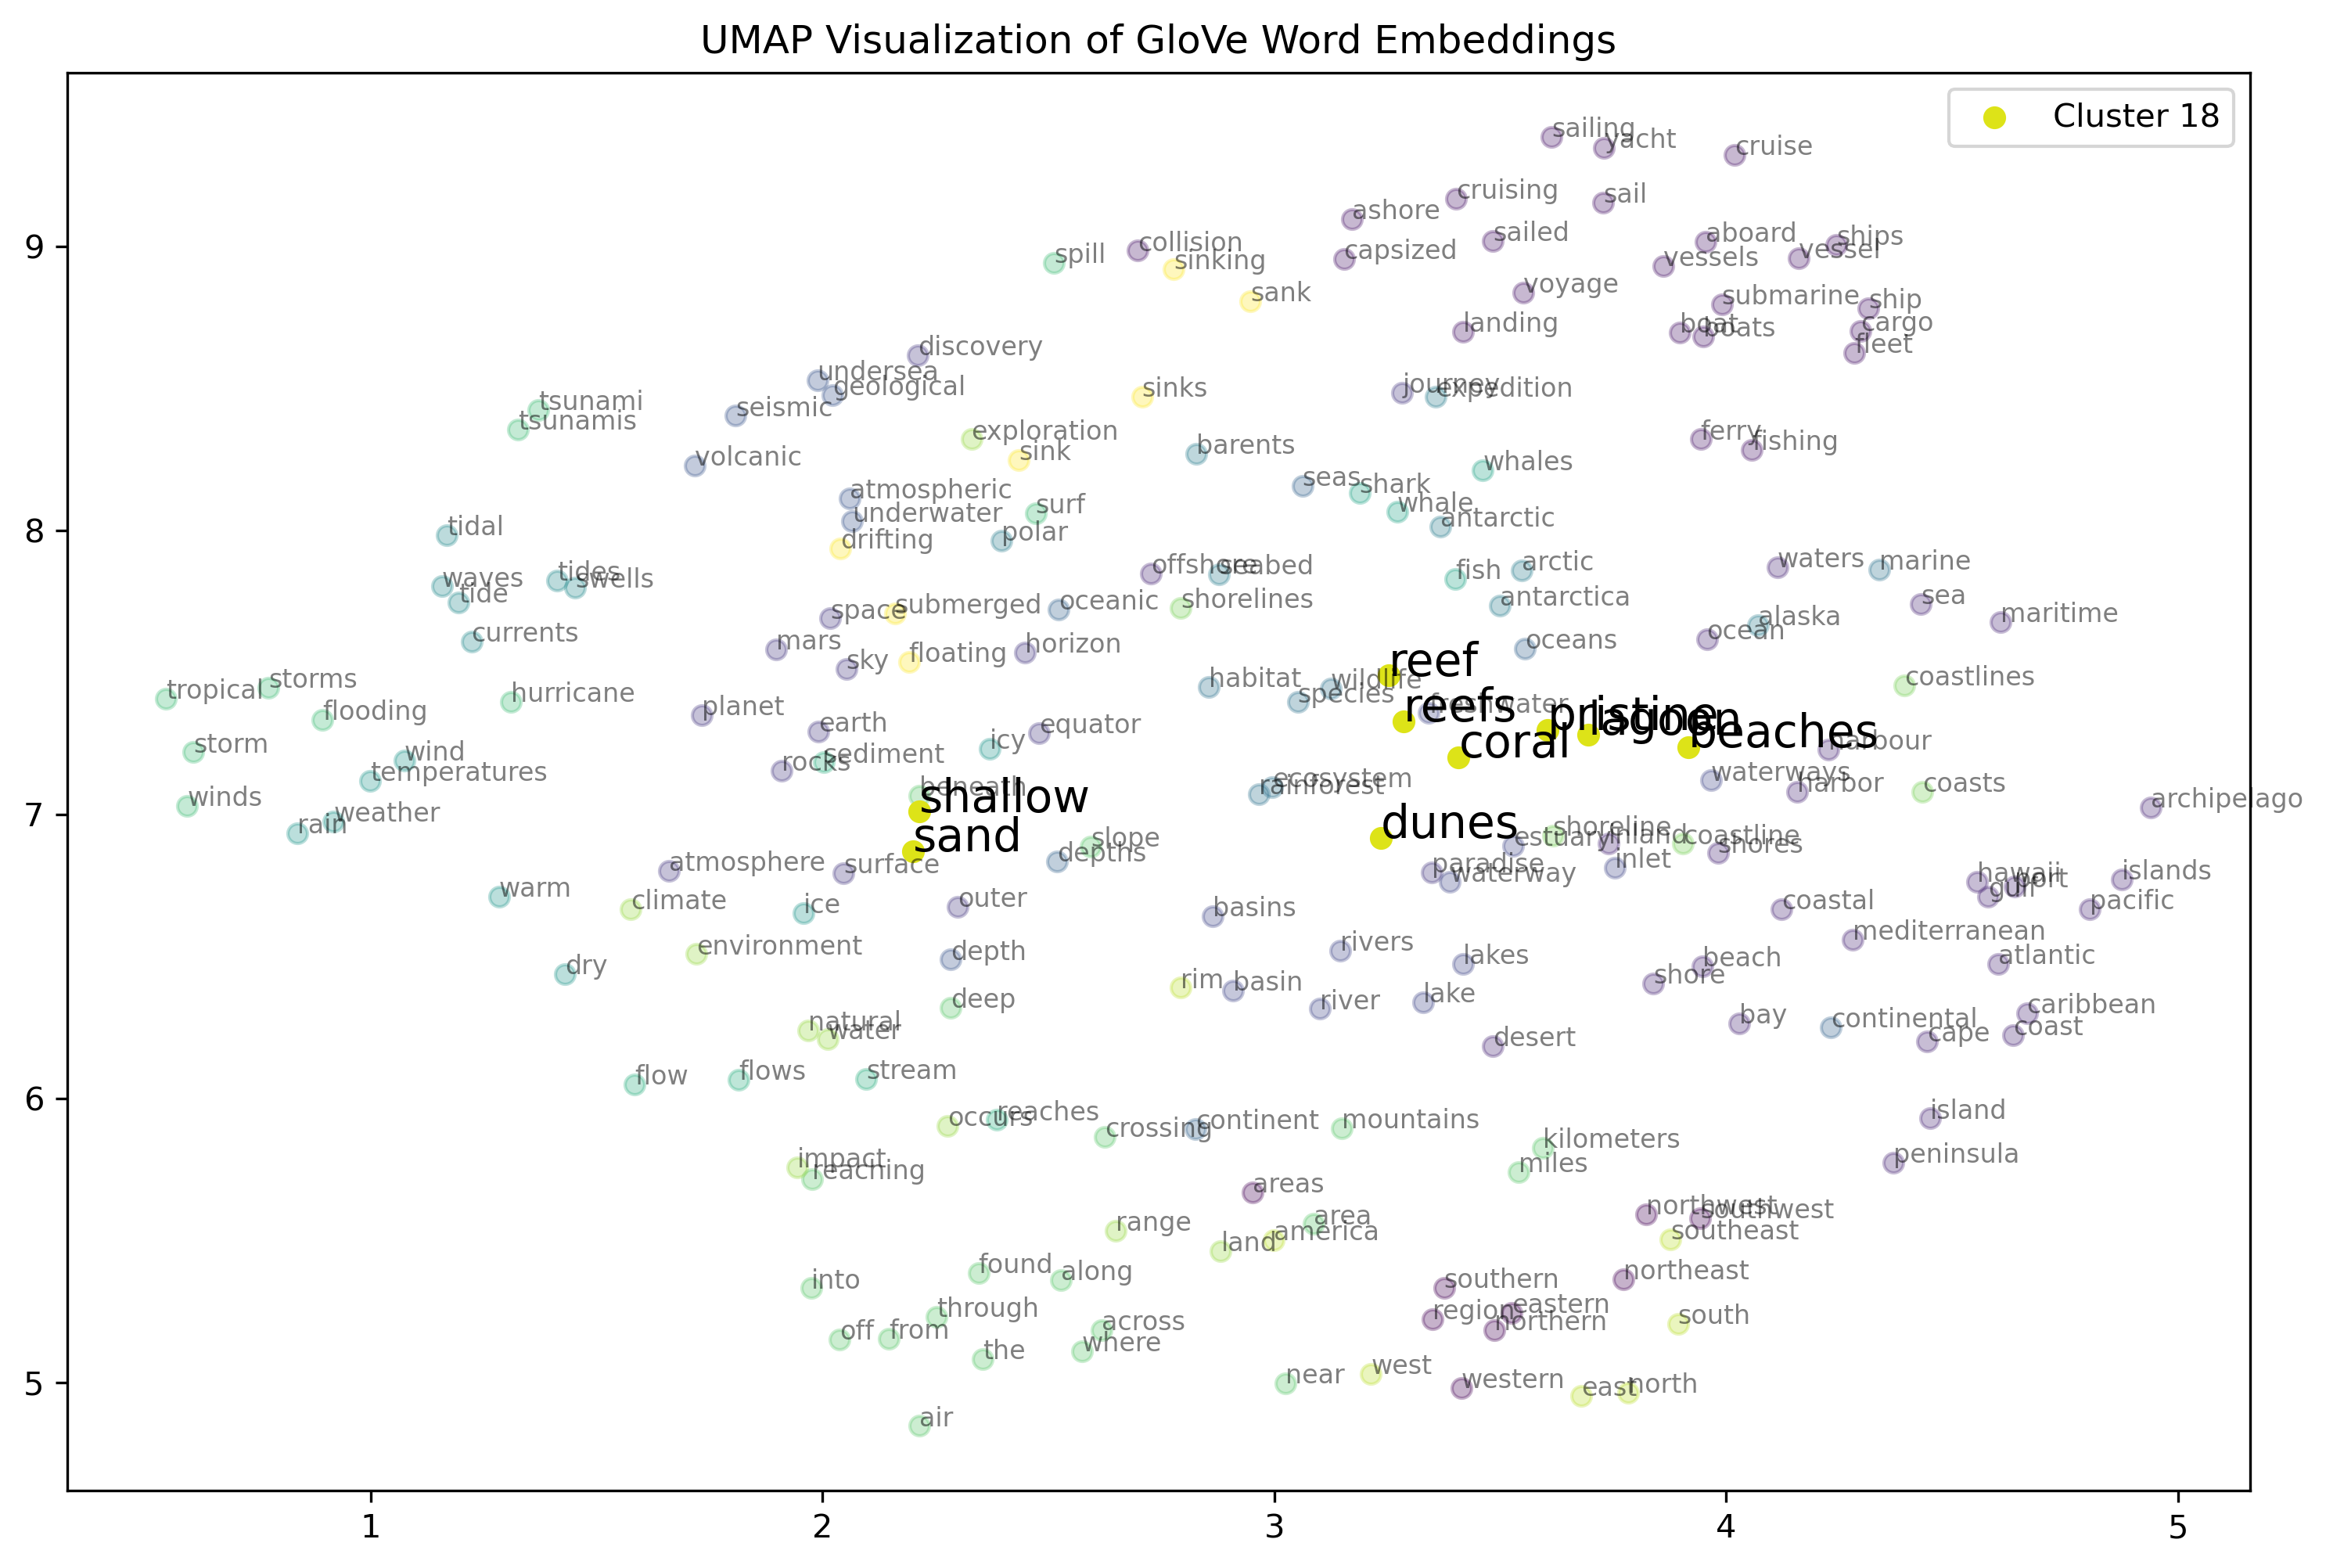 UMAP Visualization of GloVe Word Embeddings
Cluster 18
sailing
yacht
cruise
cruising
sail
ashore
sailed
aboard
ships
collision
capsized
vessel
spill
sinking
vessels
voyage
sank
submarine
ship
landing
boat
boats
cargo
fleet
discovery
undersea
geological
journey
expedition
sinks
tsunami
tsunamis
seismic
exploration
ferry
fishing
sink
barents
volcanic
whales
seas
shark
atmospheric
whale
surf
underwater
antarctic
tidal
polar
drifting
offshore
seabed
fish
arctic
waters
marine
waves
tides
swells
tide
space
submerged
oceanic
shorelines
antarctica
sea
maritime
currents
mars
sky
floating
horizon
oceans
ocean
alaska
reef
tropical
storms
hurricane
habitat
wildlife
species
coastlines
flooding
planet
earth
equator
reefs
freshwater
pristine
lagoon
beaches
harbour
storm
wind
temperatures
rocks
sediment
icy
coral
ecosystem
rainforest
waterways
harbor
coasts
winds
beneath
shallow
archipelago
rain
weather
sand
slope
depths
dunes
estuary
shoreline
inland
coastline
shores
atmosphere
surface
paradise
waterway
inlet
warm
climate
ice
outer
basins
hawaii
gulf
port
islands
pacific
coastal
environment
depth
rivers
lakes
mediterranean
dry
rim
basin
beach
shore
atlantic
deep
river
lake
bay
continental
caribbean
cape
coast
natural
water
desert
flow
flows
stream
occurs
reaches
crossing
continent
mountains
kilometers
island
impact
reaching
miles
peninsula
areas
range
land
america
area
northwest
southwest
southeast
into
found
along
southern
northeast
through
region
eastern
northern
south
off
from
the
across
where
near
west
western
east
north
air
9
8
7
6
5
1 2 3 4 5